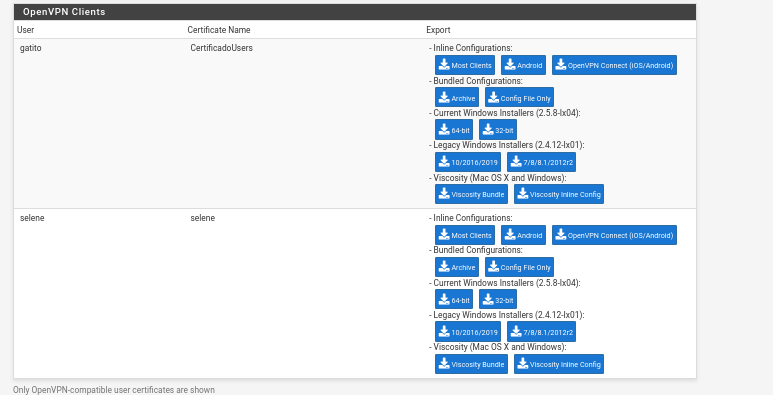 OpenVPN Clients
User Certificate Name Export
gatito CertificadoUsers - Inline Configurations:
Most Clients Android OpenVPN Connect (iOS/Android)
- Bundled Configurations:
Archive Config File Only
- Current Windows Installers (2.5.8-Ix04):
64-bit 32-bit
- Legacy Windows Installers (2.4.12-Ix01):
10/2016/2019 7/8/8.1/2012r2
- Viscosity (Mac OS X and Windows):
Viscosity Bundle Viscosity Inline Config
selene selene - Inline Configurations:
Most Clients Android OpenVPN Connect (iOS/Android)
- Bundled Configurations:
Archive Config File Only
- Current Windows Installers (2.5.8-Ix04):
64-bit 32-bit
- Legacy Windows Installers (2.4.12-Ix01):
10/2016/2019 7/8/8.1/2012r2
- Viscosity (Mac OS X and Windows):
Viscosity Bundle Viscosity Inline Config
Only OpenVPN-compatible user certificates are shown